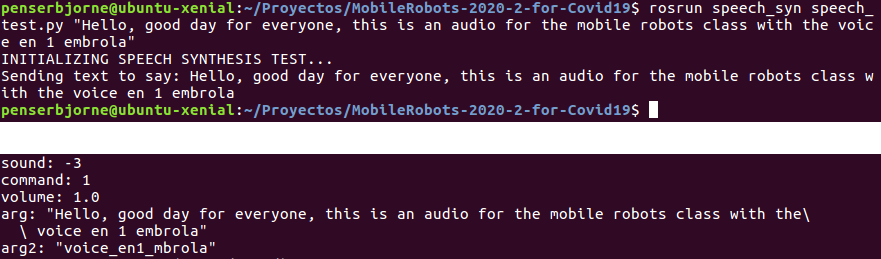 penserbjorne@ubuntu-xenial:~/Proyectos/MobileRobots-2020-2-for-Covid19$ rosrun speech_syn speech_
test.py "Hello, good day for everyone, this is an audio for the mobile robots class with the voic
e en 1 embrola"
INITIALIZING SPEECH SYNTHESIS TEST...
Sending text to say: Hello, good day for everyone, this is an audio for the mobile robots class w
ith the voice en 1 embrola
penserbjorne@ubuntu-xenial:~/Proyectos/MobileRobots-2020-2-for-Covid19$
sound: -3
command: 1
volume: 1.0
arg: "Hello, good day for everyone, this is an audio for the mobile robots class with the\
  \ voice en 1 embrola"
arg2: "voice_en1_mbrola"